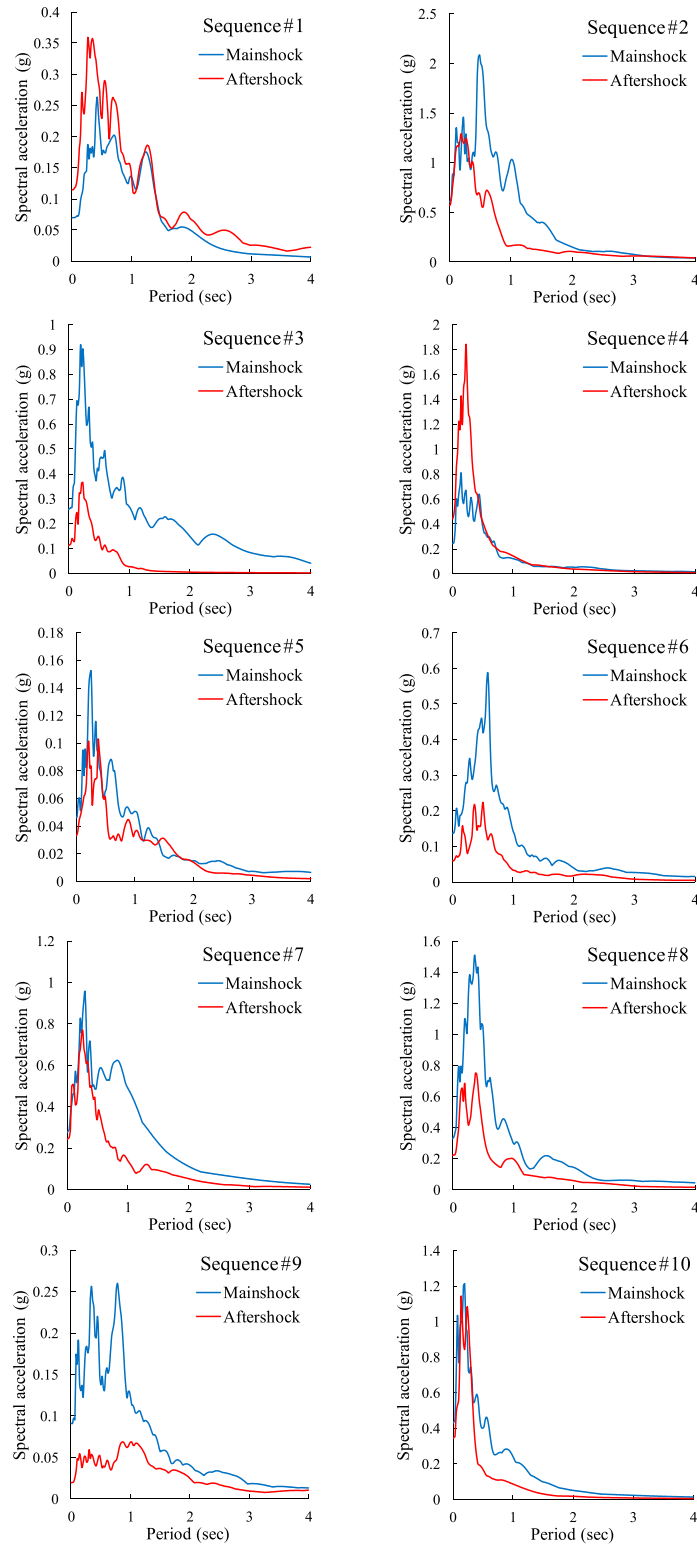 Sequence #1
Mainshock
Aftershock
Spectral acceleration (g)
0.4
0.35
0.3
0.25
0.2
0.15
0.1
0.05
0
0 1 2 3 4
Period (sec)
Sequence #2
Mainshock
Aftershock
Spectral acceleration (g)
2.5
2
1.5
1
0.5
0
0 1 2 3 4
Period (sec)
Sequence #3
Mainshock
Aftershock
Spectral acceleration (g)
1
0.9
0.8
0.7
0.6
0.5
0.4
0.3
0.2
0.1
0
0 1 2 3 4
Period (sec)
Sequence #4
Mainshock
Aftershock
Spectral acceleration (g)
2
1.8
1.6
1.4
1.2
1
0.8
0.6
0.4
0.2
0
0 1 2 3 4
Period (sec)
Sequence #5
Mainshock
Aftershock
Spectral acceleration (g)
0.18
0.16
0.14
0.12
0.1
0.08
0.06
0.04
0.02
0
0 1 2 3 4
Period (sec)
Sequence #6
Mainshock
Aftershock
Spectral acceleration (g)
0.7
0.6
0.5
0.4
0.3
0.2
0.1
0
0 1 2 3 4
Period (sec)
Sequence #7
Mainshock
Aftershock
Spectral acceleration (g)
1.2
1
0.8
0.6
0.4
0.2
0
0 1 2 3 4
Period (sec)
Sequence #8
Mainshock
Aftershock
Spectral acceleration (g)
1.6
1.4
1.2
1
0.8
0.6
0.4
0.2
0
0 1 2 3 4
Period (sec)
Sequence #9
Mainshock
Aftershock
Spectral acceleration (g)
0.3
0.25
0.2
0.15
0.1
0.05
0
0 1 2 3 4
Period (sec)
Sequence #10
Mainshock
Aftershock
Spectral acceleration (g)
1.4
1.2
1
0.8
0.6
0.4
0.2
0
0 1 2 3 4
Period (sec)